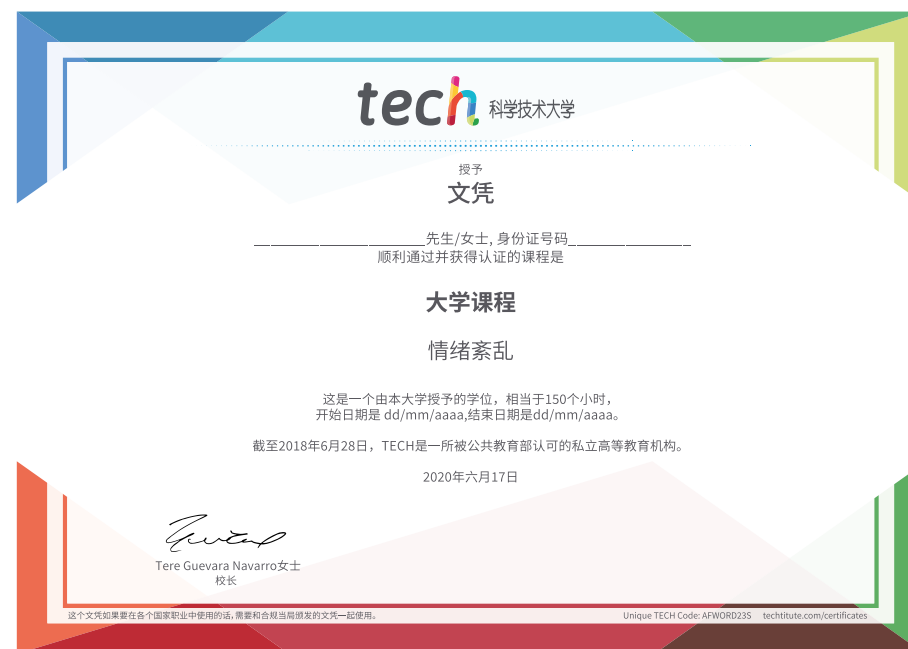 tech 科学技术大学
授予
文凭
______________________先生/女士, 身份证号码________________
顺利通过并获得认证的课程是
大学课程
情绪紊乱
这是一个由本大学授予的学位，相当于150个小时，
开始日期是 dd/mm/aaaa,结束日期是dd/mm/aaaa。
截至2018年6月28日，TECH是一所被公共教育部认可的私立高等教育机构。
2020年六月17日
Tere Guevara Navarro女士
校长
这个文凭如果要在各个国家职业中使用的话,需要和合规当局颁发的文凭一起使用。
Unique TECH Code: AFWORD23S techtitute.com/certificates